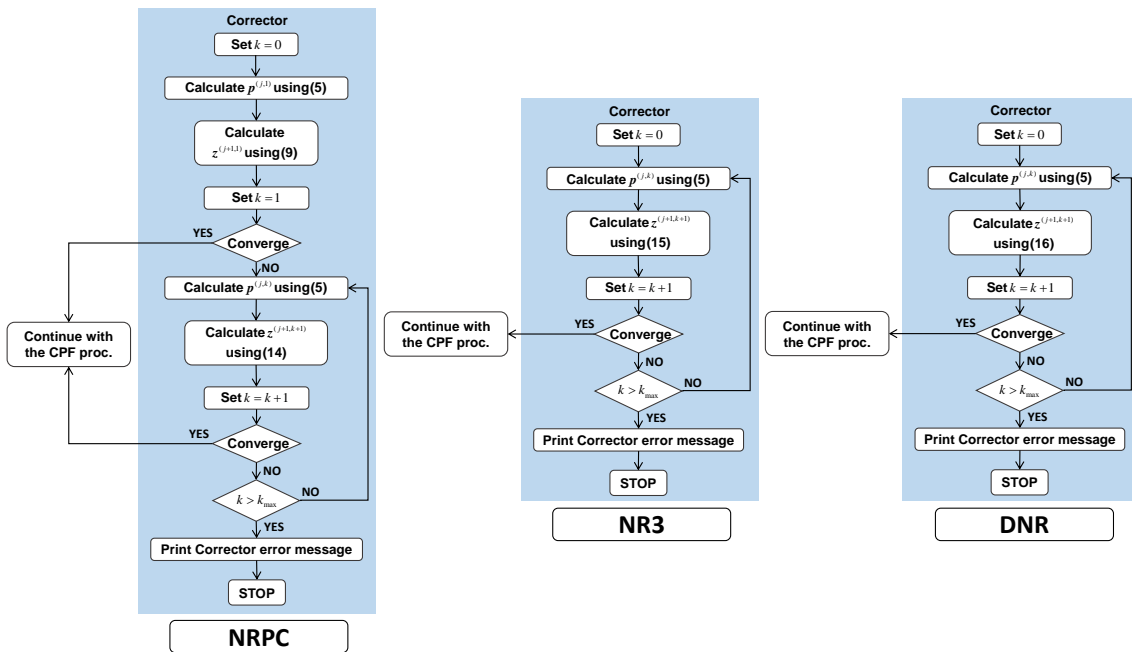 Corrector
Set k = 0
Calculate p^(j,1) using(5)
Calculate
z^(j+1,1) using(9)
Set k = 1
YES
Converge
NO
Calculate p^(j,k) using(5)
Continue with
the CPF proc.
Calculate z^(j+1,k+1)
using(14)
Set k = k+1
YES
Converge
NO
k > k_max
NO
YES
Print Corrector error message
STOP
NRPC
Corrector
Set k = 0
Calculate p^(j,k) using(5)
Calculate z^(j+1,k+1)
using(15)
Set k = k+1
Continue with
the CPF proc.
YES
Converge
NO
k > k_max
NO
YES
Print Corrector error message
STOP
NR3
Corrector
Set k = 0
Calculate p^(j,k) using(5)
Calculate z^(j+1,k+1)
using(16)
Set k = k+1
Continue with
the CPF proc.
YES
Converge
NO
k > k_max
NO
YES
Print Corrector error message
STOP
DNR